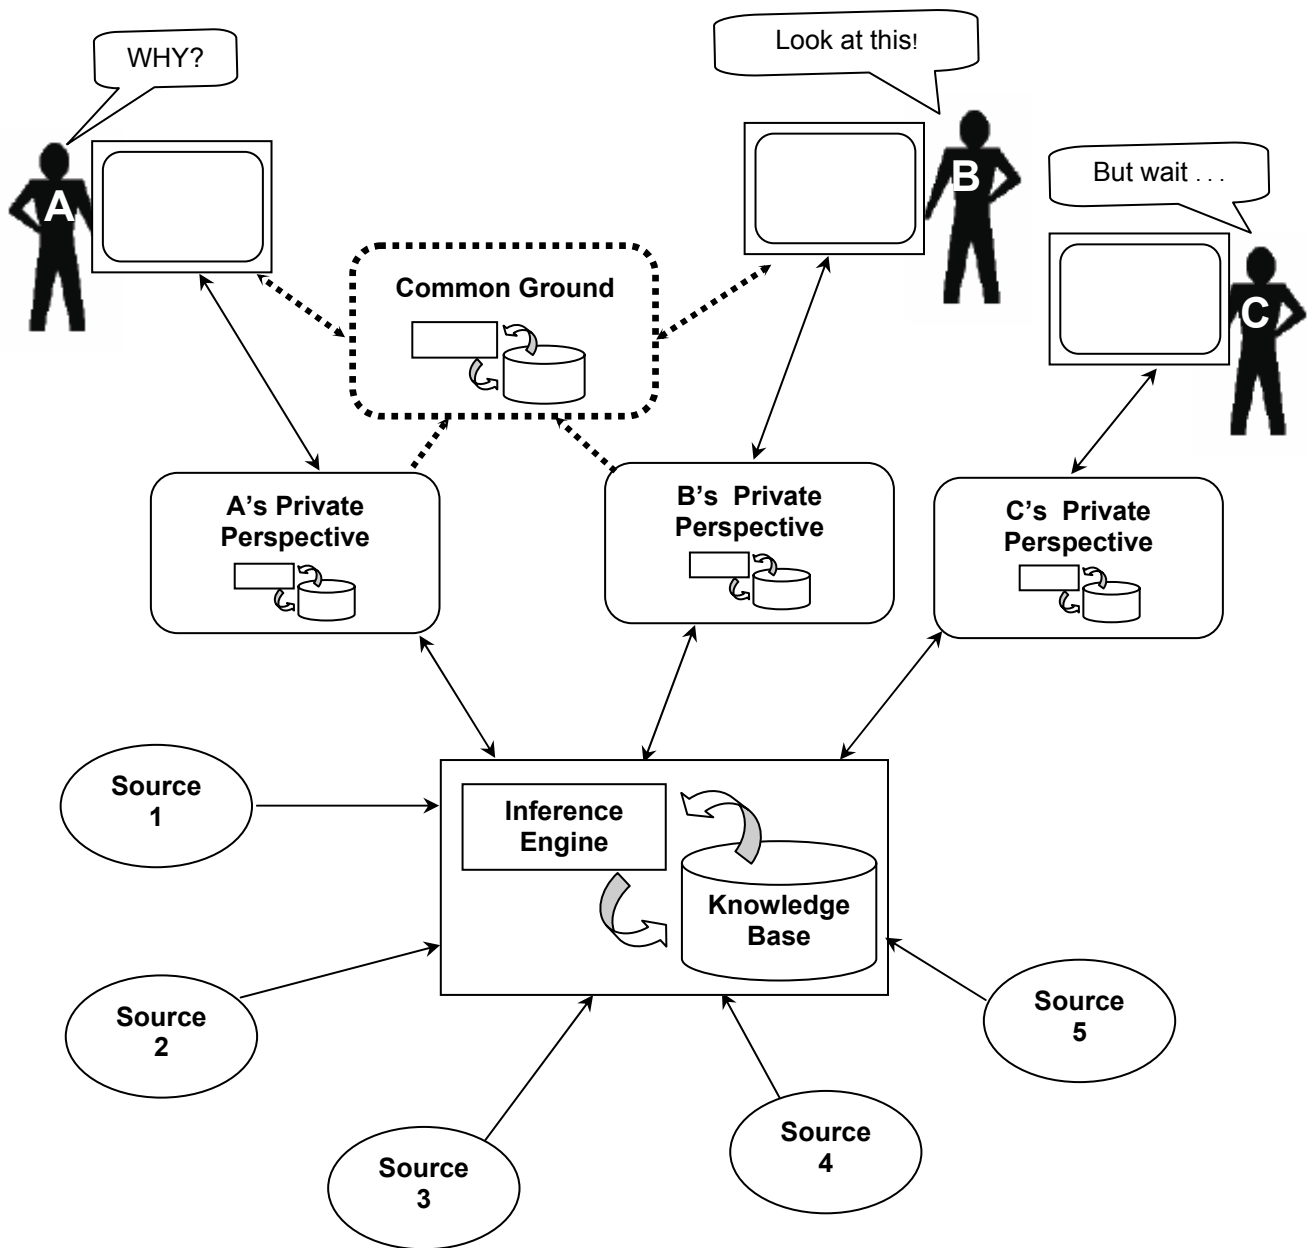 WHY?
Look at this!
A
B
But wait . . .
C
Common Ground
A's Private
Perspective
B's  Private
Perspective
C's  Private
Perspective
Source
1
Inference
Engine
Knowledge
Base
Source
2
Source
5
Source
3
Source
4